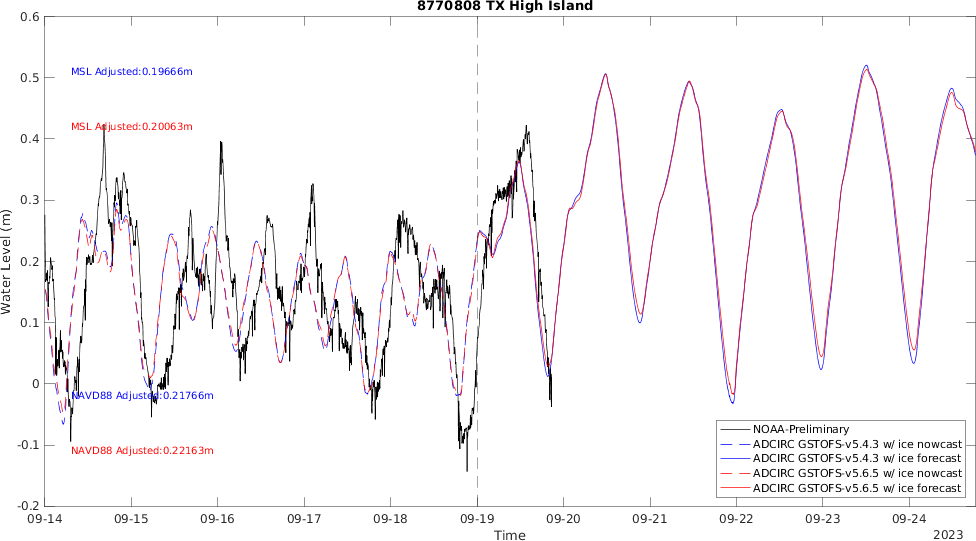 8770808 TX High Island
0.6
0.5
0.4
0.3
0.2
0.1
0
-0.1
-0.2
Water Level (m)
MSL Adjusted:0.19666m
MSL Adjusted:0.20063m
NAVD88 Adjusted:0.21766m
NAVD88 Adjusted:0.22163m
NOAA-Preliminary
ADCIRC GSTOFS-v5.4.3 w/ ice nowcast
ADCIRC GSTOFS-v5.4.3 w/ ice forecast
ADCIRC GSTOFS-v5.6.5 w/ ice nowcast
ADCIRC GSTOFS-v5.6.5 w/ ice forecast
09-14 09-15 09-16 09-17 09-18 09-19 09-20 09-21 09-22 09-23 09-24
Time
2023